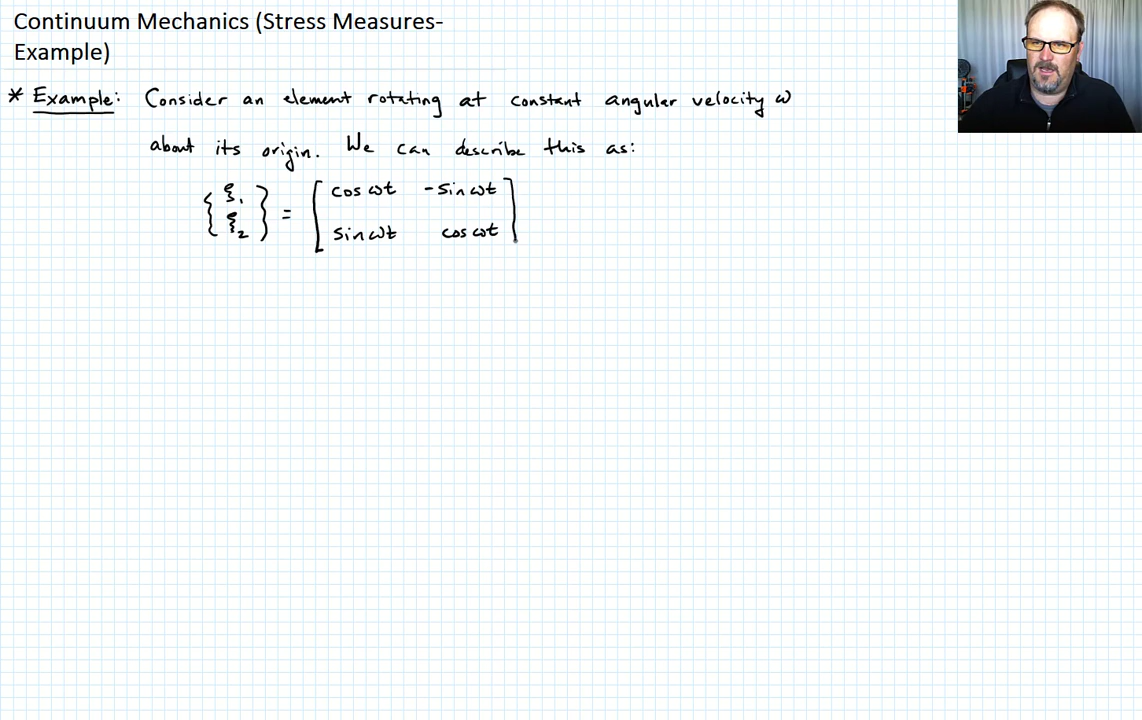 Continuum Mechanics (Stress Measures-
Example)
* Example: Consider an element rotating at constant angular velocity ω
about its origin. We can describe this as:
{ξ₁ ξ₂} = [cos ωt -sin ωt
sin ωt cos ωt]